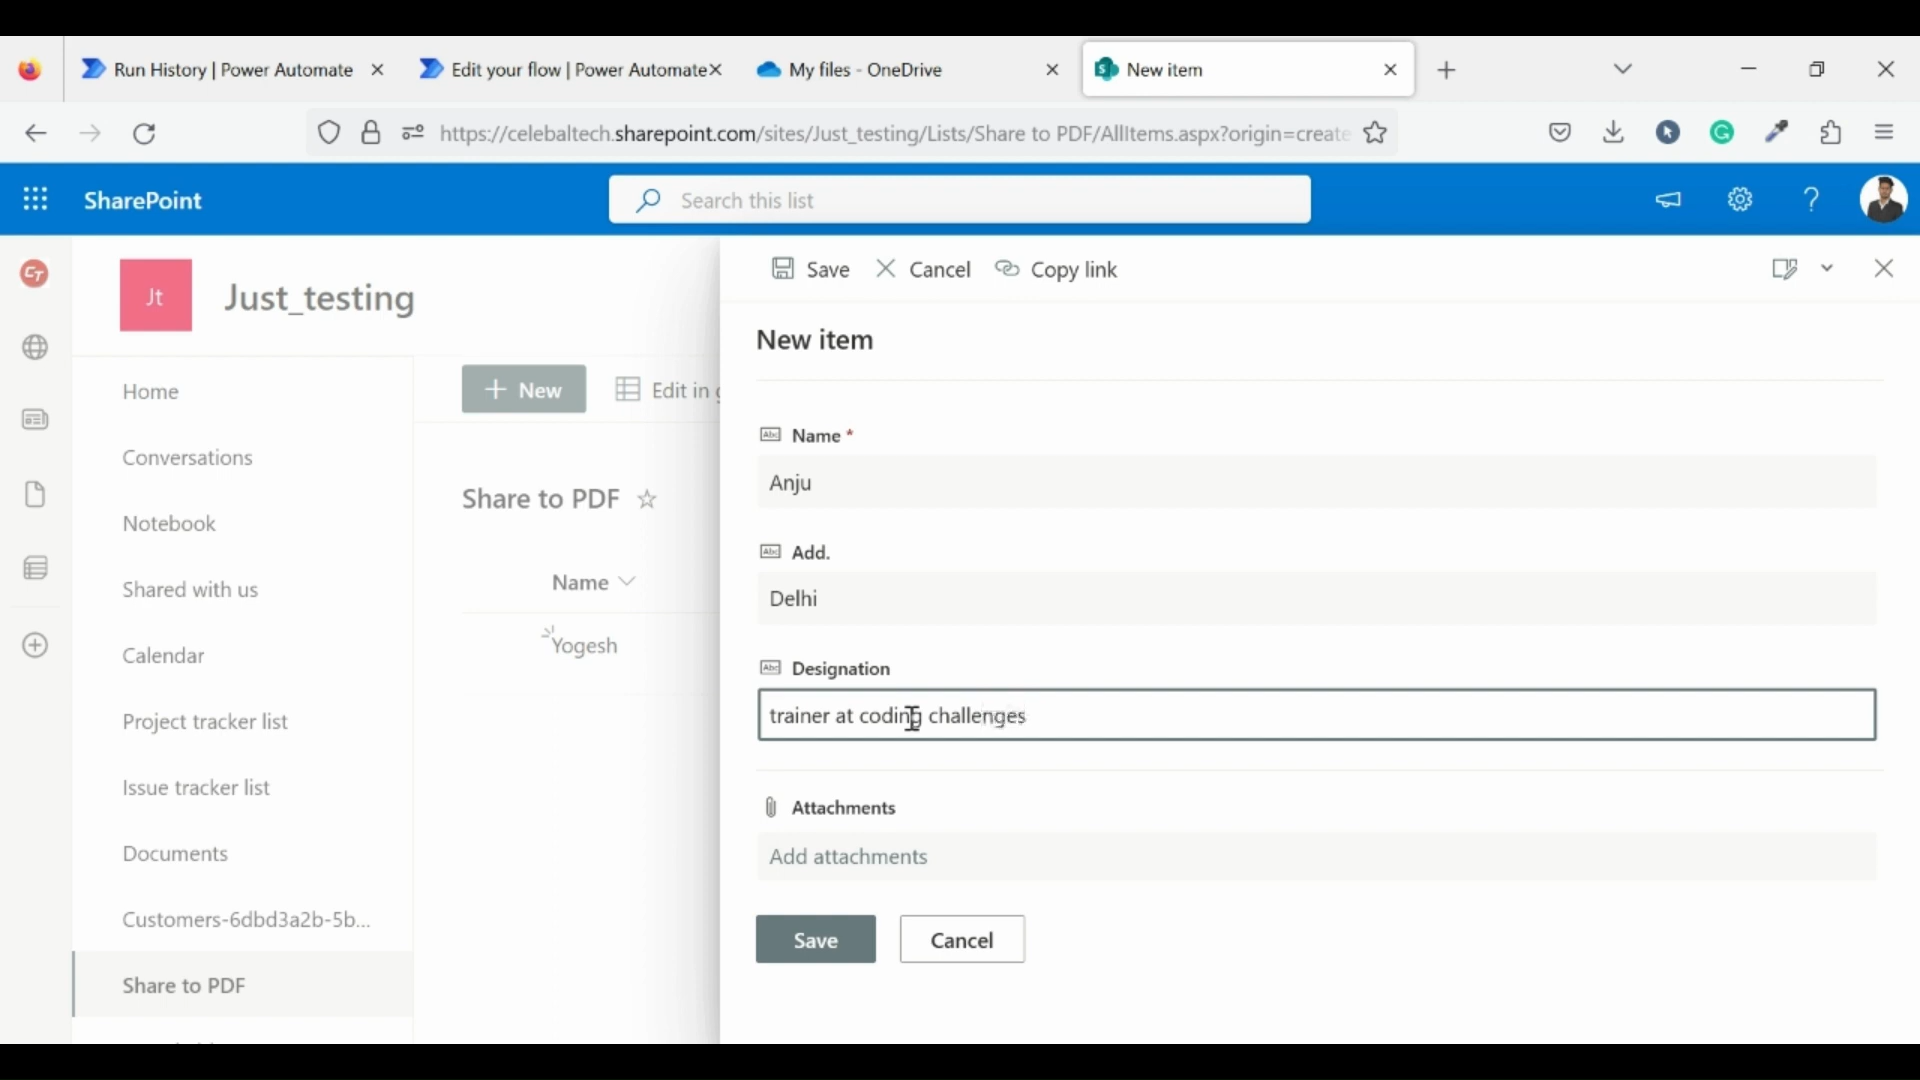 Run History | Power Automate
Edit your flow | Power Automate
My files - OneDrive
New item
https://celebaltech.sharepoint.com/sites/Just_testing/Lists/Share to PDF/AllItems.aspx?origin=create
SharePoint
Search this list
Jt
Just_testing
Save
Cancel
Copy link
New item
Home
Conversations
Notebook
Shared with us
Calendar
Project tracker list
Issue tracker list
Documents
Customers-6dbd3a2b-5b...
Share to PDF
New
Edit in g
Share to PDF
Name
Yogesh
Abc Name *
Anju
Abc Add.
Delhi
Abc Designation
trainer at coding challenges
Attachments
Add attachments
Save
Cancel